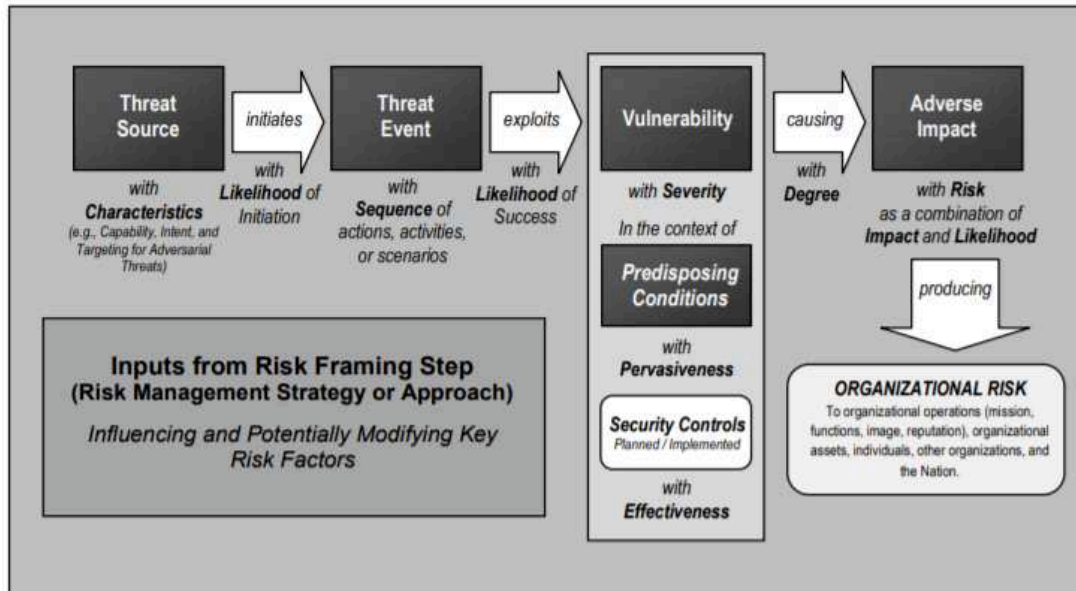 Threat
Source
initiates
Threat
Event
exploits
Vulnerability
causing
Adverse
Impact
with
Characteristics
(e.g., Capability, Intent, and
Targeting for Adversarial
Threats)
with
Likelihood of
Initiation
with
Sequence of
actions, activities,
or scenarios
with
Likelihood of
Success
with Severity
In the context of
Predisposing
Conditions
with
Pervasiveness
Security Controls
Planned / Implemented
with
Effectiveness
with
Degree
with Risk
as a combination of
Impact and Likelihood
producing
ORGANIZATIONAL RISK
To organizational operations (mission,
functions, image, reputation), organizational
assets, individuals, other organizations, and
the Nation.
Inputs from Risk Framing Step
(Risk Management Strategy or Approach)
Influencing and Potentially Modifying Key
Risk Factors